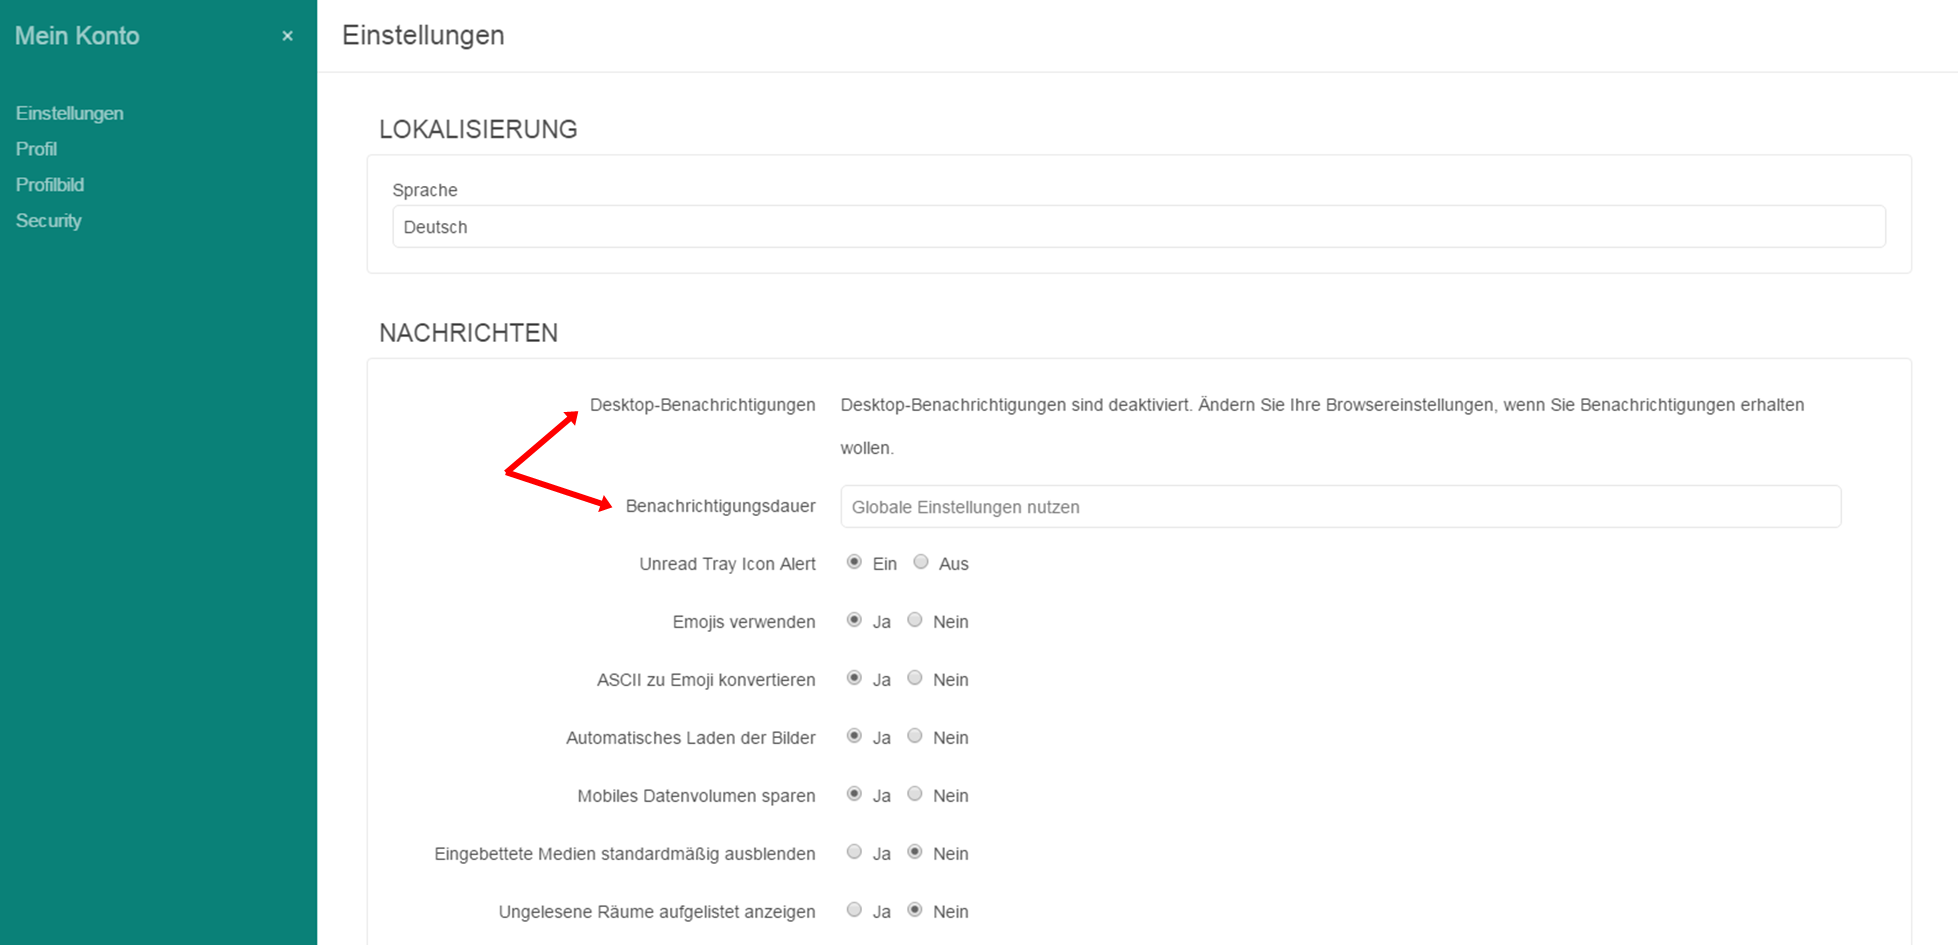 Mein Konto ×
Einstellungen
Profil
Profilbild
Security
Einstellungen
LOKALISIERUNG
Sprache
Deutsch
NACHRICHTEN
Desktop-Benachrichtigungen Desktop-Benachrichtigungen sind deaktiviert. Ändern Sie Ihre Browsereinstellungen, wenn Sie Benachrichtigungen erhalten
wollen.
Benachrichtigungsdauer Globale Einstellungen nutzen
Unread Tray Icon Alert Ein Aus
Emojis verwenden Ja Nein
ASCII zu Emoji konvertieren Ja Nein
Automatisches Laden der Bilder Ja Nein
Mobiles Datenvolumen sparen Ja Nein
Eingebettete Medien standardmäßig ausblenden Ja Nein
Ungelesene Räume aufgelistet anzeigen Ja Nein